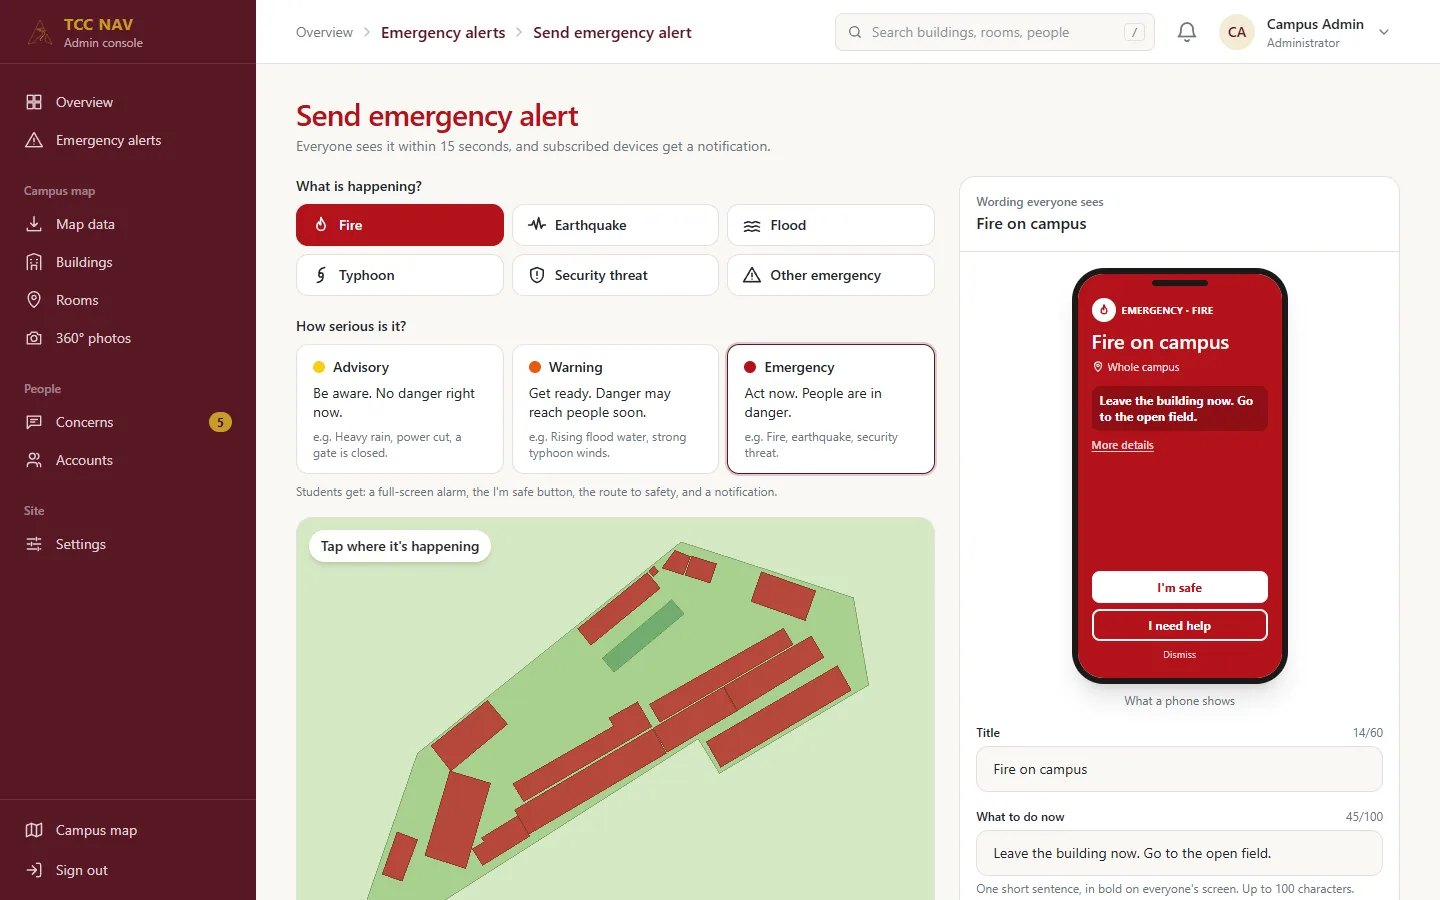 TCC NAV
Admin console
Overview
Emergency alerts
Campus map
Map data
Buildings
Rooms
360° photos
People
Concerns
5
Accounts
Site
Settings
Campus map
Sign out
Overview > Emergency alerts > Send emergency alert
Search buildings, rooms, people
/
CA
Campus Admin
Administrator
Send emergency alert
Everyone sees it within 15 seconds, and subscribed devices get a notification.
What is happening?
Fire
Earthquake
Flood
Typhoon
Security threat
Other emergency
How serious is it?
Advisory
Be aware. No danger right
now.
e.g. Heavy rain, power cut, a
gate is closed.
Warning
Get ready. Danger may
reach people soon.
e.g. Rising flood water, strong
typhoon winds.
Emergency
Act now. People are in
danger.
e.g. Fire, earthquake, security
threat.
Students get: a full-screen alarm, the I'm safe button, the route to safety, and a notification.
Tap where it's happening
Wording everyone sees
Fire on campus
EMERGENCY · FIRE
Fire on campus
Whole campus
Leave the building now. Go
to the open field.
More details
I'm safe
I need help
Dismiss
What a phone shows
Title
14/60
Fire on campus
What to do now
45/100
Leave the building now. Go to the open field.
One short sentence, in bold on everyone's screen. Up to 100 characters.